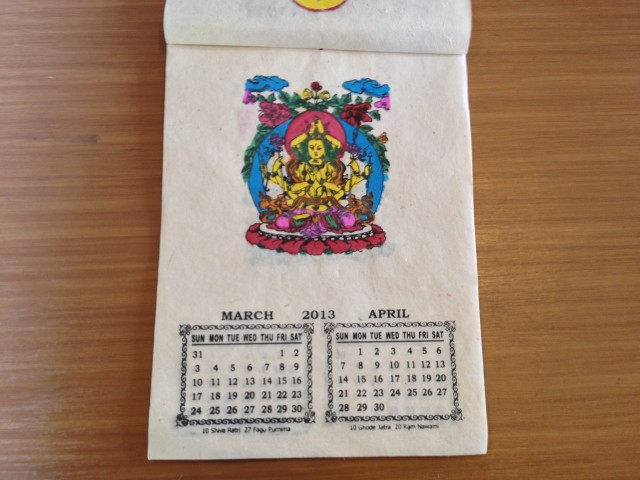 MARCH 2013 APRIL
SUN MON TUE WED THU FRI SAT
31 1 2
3 4 5 6 7 8 9
10 11 12 13 14 15 16
17 18 19 20 21 22 23
24 25 26 27 28 29 30
10 Shiva Ratri 27 Fagu Purnima
SUN MON TUE WED THU FRI SAT
1 2 3 4 5 6
7 8 9 10 11 12 13
14 15 16 17 18 19 20
21 22 23 24 25 26 27
28 29 30
10 Ghode Jatra 20 Ram Nawami